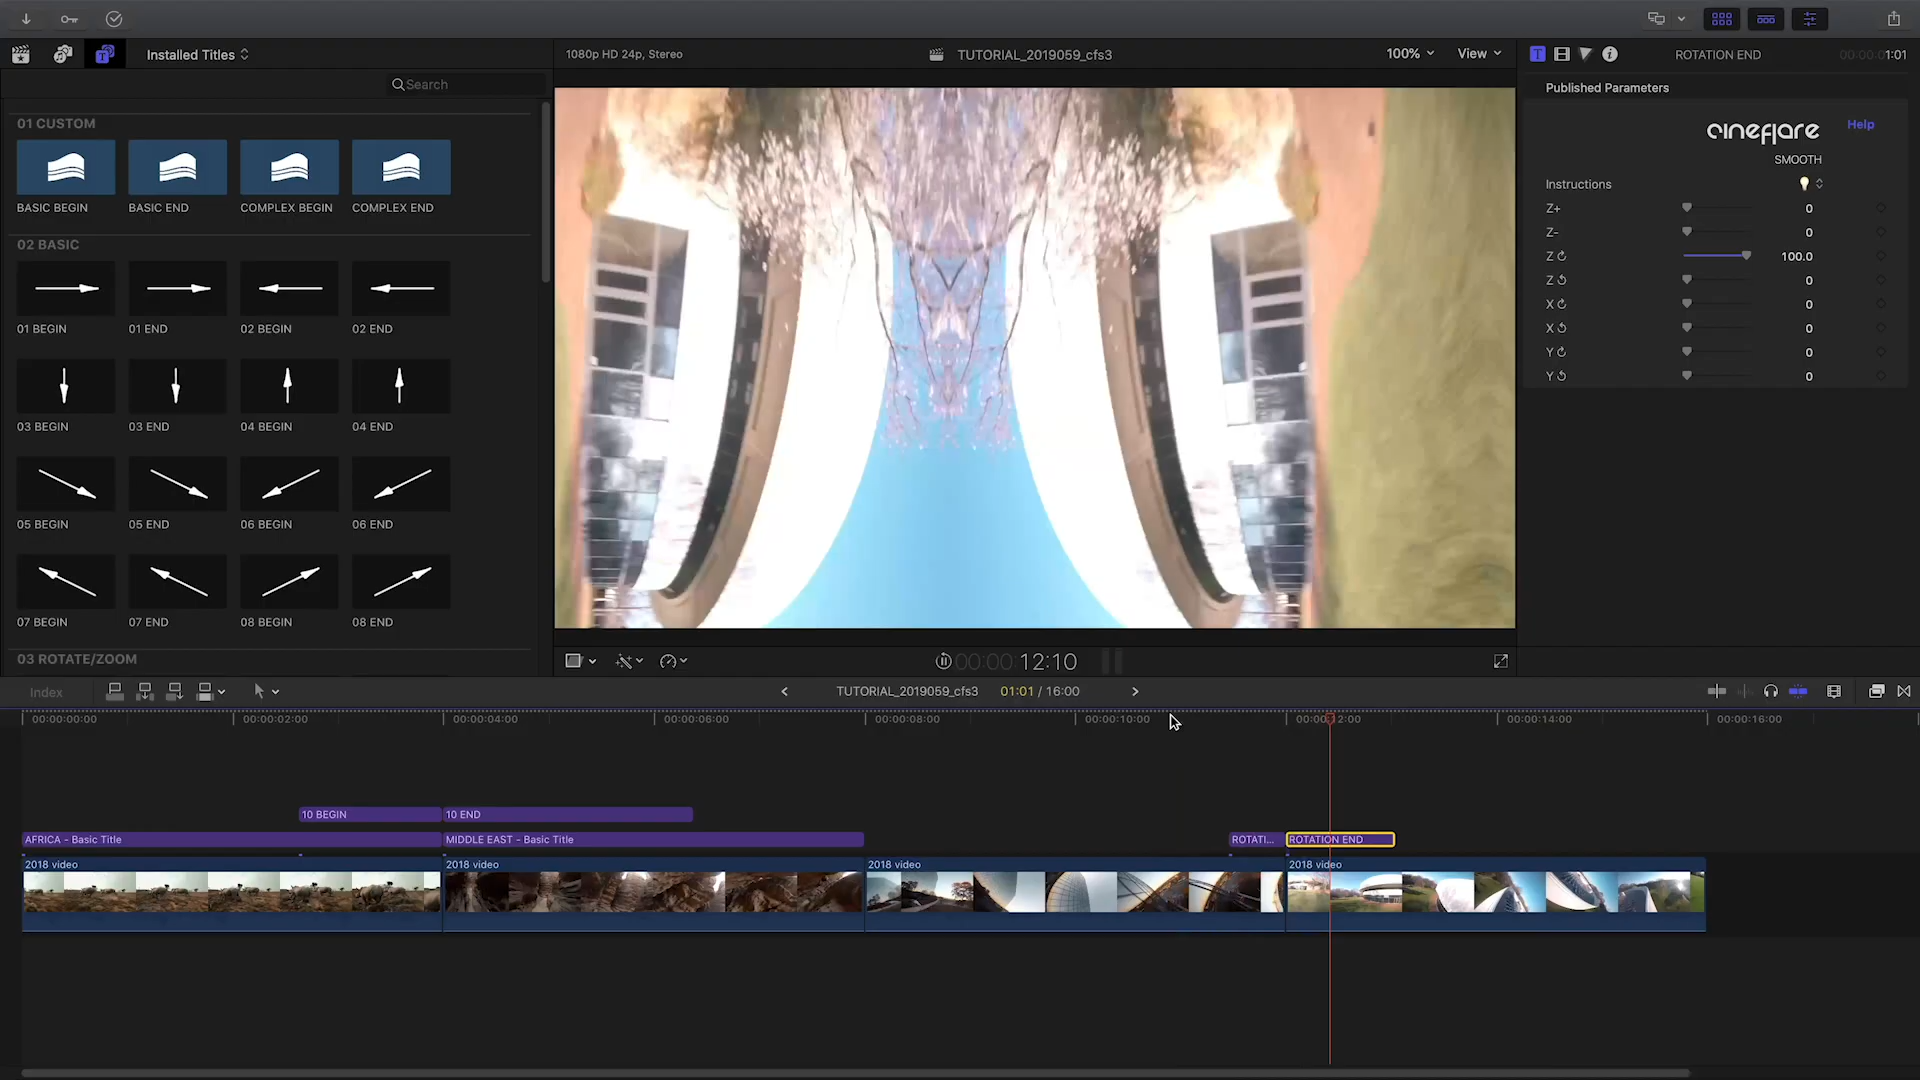 Installed Titles
Search
01 CUSTOM
BASIC BEGIN
BASIC END
COMPLEX BEGIN
COMPLEX END
02 BASIC
01 BEGIN
01 END
02 BEGIN
02 END
03 BEGIN
03 END
04 BEGIN
04 END
05 BEGIN
05 END
06 BEGIN
06 END
07 BEGIN
07 END
08 BEGIN
08 END
03 ROTATE/ZOOM
1080p HD 24p, Stereo
TUTORIAL_2019059_cfs3
100%
View
00:00:12:10
ROTATION END
00:00:01:01
Published Parameters
cineflare
Help
SMOOTH
Instructions
Z+ 0
Z- 0
Z 100.0
Z 0
X 0
X 0
Y 0
Y 0
Index
TUTORIAL_2019059_cfs3
01:01 / 16:00
00:00:00:00
00:00:02:00
00:00:04:00
00:00:06:00
00:00:08:00
00:00:10:00
00:00:12:00
00:00:14:00
00:00:16:00
10 BEGIN
10 END
AFRICA - Basic Title
MIDDLE EAST - Basic Title
ROTATI...
ROTATION END
2018 video
2018 video
2018 video
2018 video